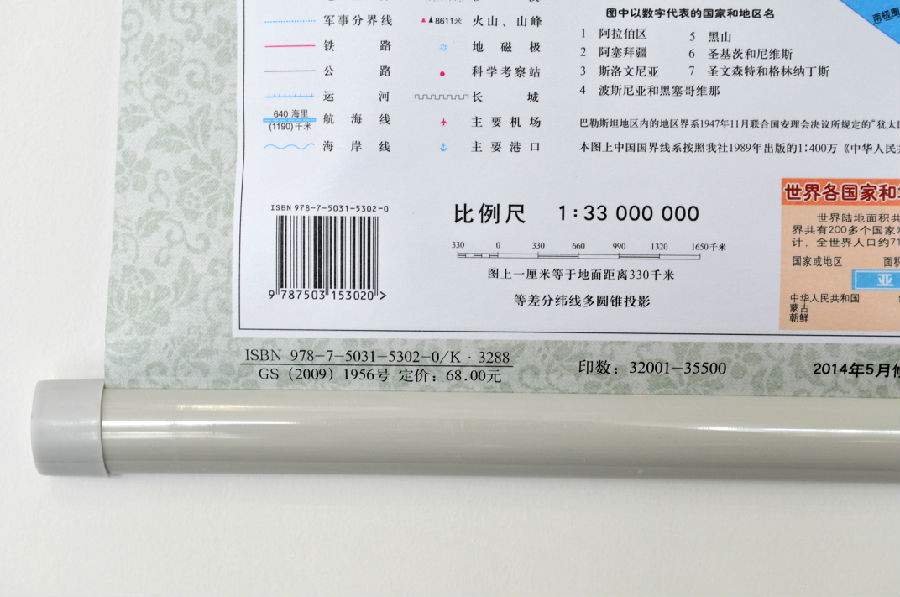 军事分界线
▲▲8611米 火山、山峰
铁 路
地 磁 极
公 路
科学考察站
运 河
长 城
640 海里
(1190)千米
航 海 线
主 要 机 场
海 岸 线
主 要 港 口
图中以数字代表的国家和地区名
1 阿拉伯区 5 黑山
2 阿塞拜疆 6 圣基茨和尼维斯
3 斯洛文尼亚 7 圣文森特和格林纳丁斯
4 波斯尼亚和黑塞哥维那
巴勒斯坦地区内的地区界系1947年11月联合国专理会决议所规定的“犹太国
本图上中国国界线系按照我社1989年出版的1:400万《中华人民共
ISBN 978-7-5031-5302-0
9 787503 153020 >
比例尺 1:33 000 000
330 0 330 660 990 1320 1650千米
图上一厘米等于地面距离330千米
等差分纬线多圆锥投影
世界各国家和
世界陆地面积共
界共有200多个国家
计，全世界人口约71
国家或地区 面积
亚
中华人民共和国
蒙古
朝鲜
ISBN 978-7-5031-5302-0/K · 3288
GS（2009）1956号 定价：68.00元
印数：32001-35500
2014年5月修